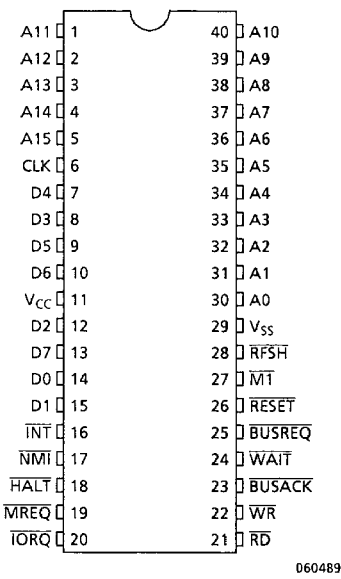 A11 1 40 A10
A12 2 39 A9
A13 3 38 A8
A14 4 37 A7
A15 5 36 A6
CLK 6 35 A5
D4 7 34 A4
D3 8 33 A3
D5 9 32 A2
D6 10 31 A1
VCC 11 30 A0
D2 12 29 VSS
D7 13 28 RFSH
D0 14 27 M1
D1 15 26 RESET
INT 16 25 BUSREQ
NMI 17 24 WAIT
HALT 18 23 BUSACK
MREQ 19 22 WR
IORQ 20 21 RD
060489